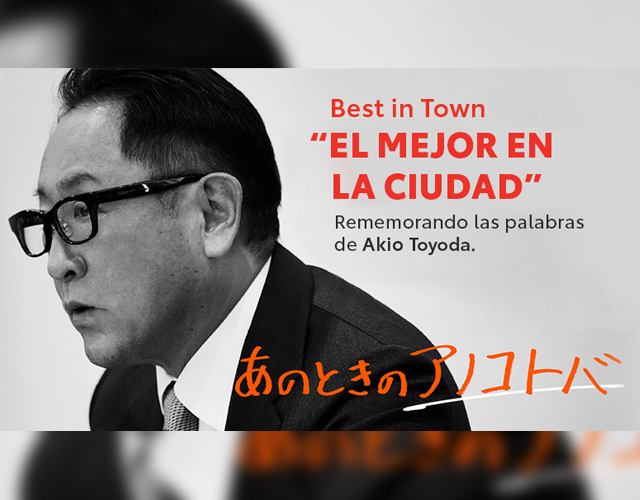 Best in Town
“EL MEJOR EN
LA CIUDAD”
Rememorando las palabras
de Akio Toyoda.
あのときのアノコトバ